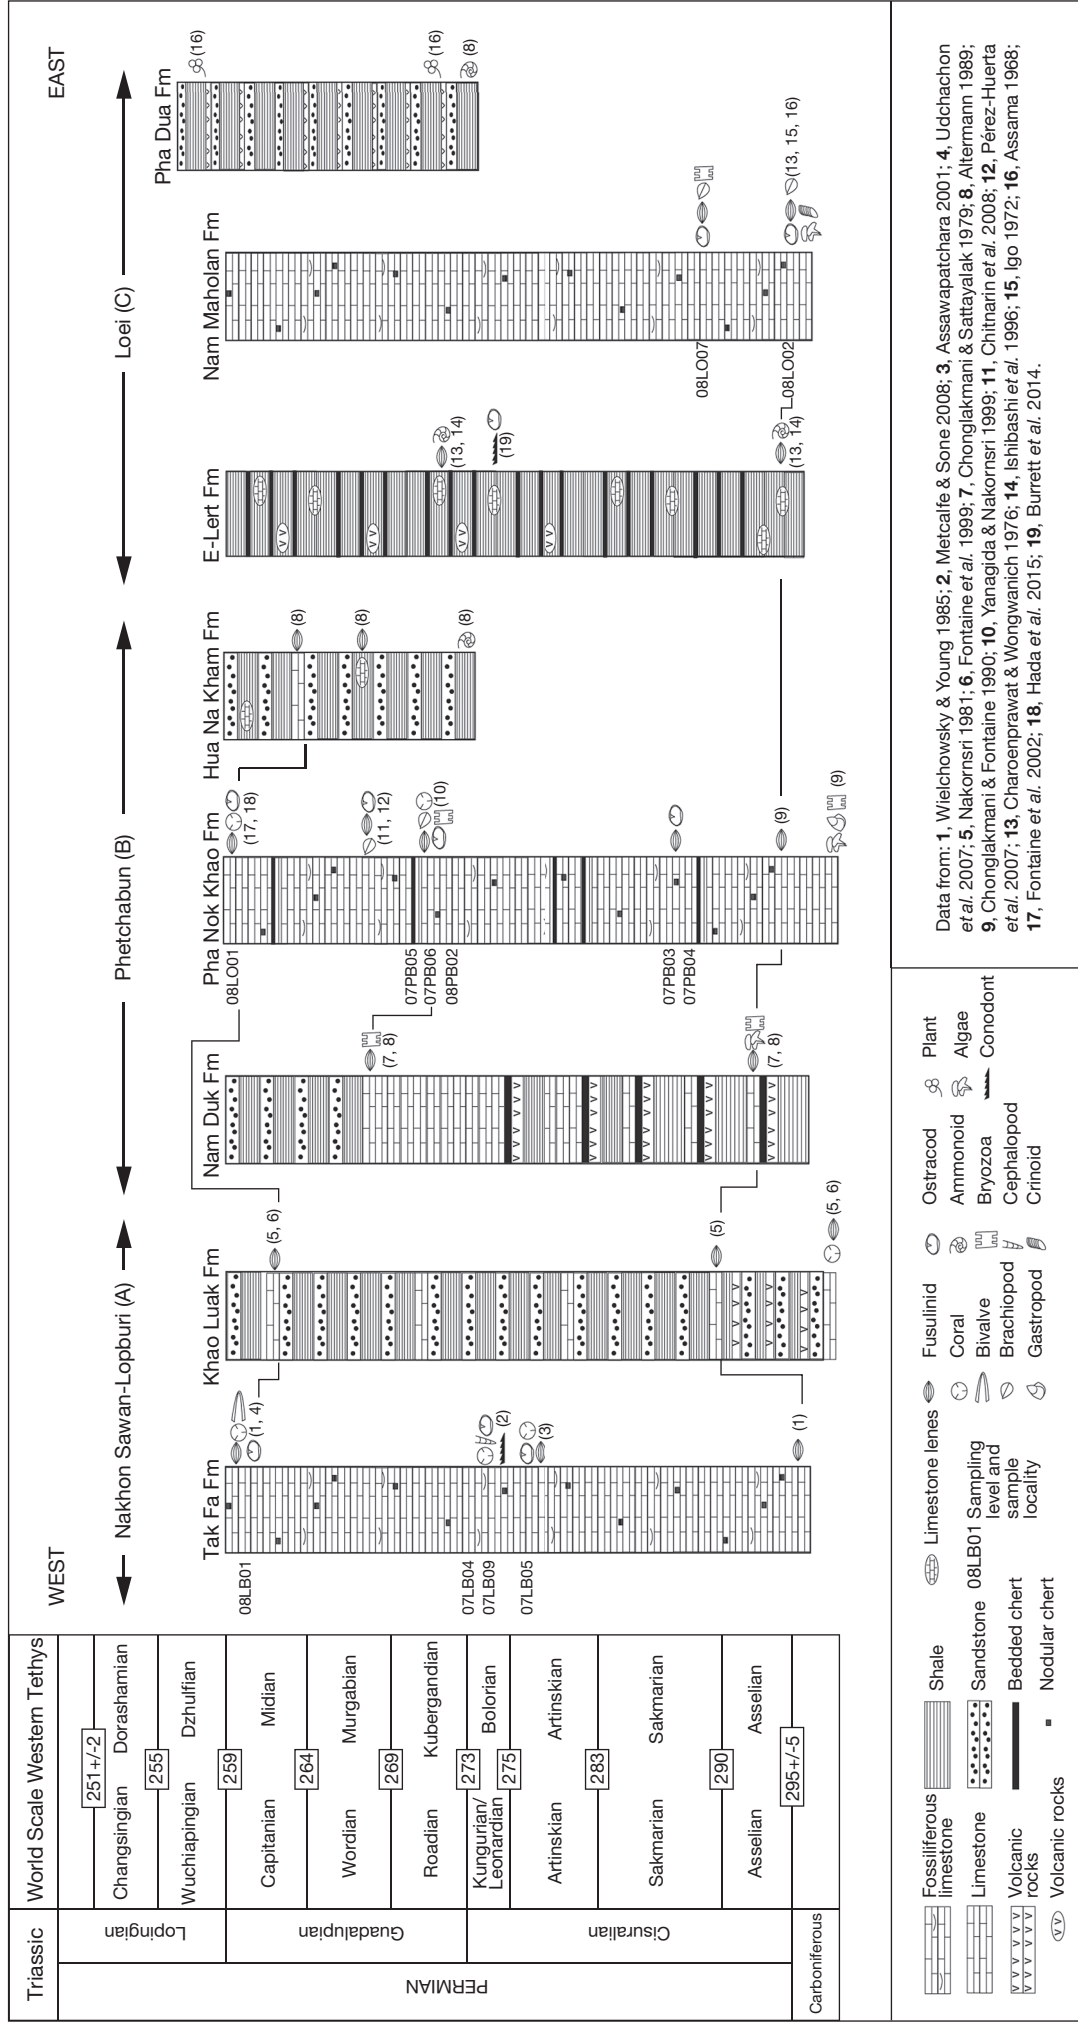 WEST
EAST
Nakhon Sawan-Lopburi (A)
Phetchabun (B)
Loei (C)
Triassic
World Scale
Western Tethys
PERMIAN
Lopingian
Guadalupian
Cisuralian
Carboniferous
251+/-2
Changsingian
Dorashamian
255
Wuchiapingian
Dzhulfian
259
Capitanian
Midian
264
Wordian
Murgabian
269
Roadian
Kubergandian
273
Kungurian/
Leonardian
Bolorian
275
Artinskian
Artinskian
283
Sakmarian
Sakmarian
290
Asselian
Asselian
295+/-5
Tak Fa Fm
08LB01
07LB04
07LB09
07LB05
(1, 4)
(2)
(3)
(1)
Khao Luak Fm
(5, 6)
(5)
(5, 6)
Nam Duk Fm
(7, 8)
(7, 8)
Pha Nok Khao Fm
08LO01
07PB05
07PB06
08PB02
07PB03
07PB04
(17, 18)
(11, 12)
(10)
(9)
(9)
Hua Na Kham Fm
(8)
(8)
(8)
E-Lert Fm
(13, 14)
(19)
(13, 14)
Nam Maholan Fm
08LO07
08LO02
(13, 15, 16)
Pha Dua Fm
(16)
(16)
(8)
Fossiliferous
limestone
Limestone
Volcanic
rocks
Volcanic rocks
Shale
Sandstone
Bedded chert
Nodular chert
Limestone lenes
08LB01 Sampling
level and
sample
locality
Fusulinid
Coral
Bivalve
Brachiopod
Gastropod
Ostracod
Ammonoid
Bryozoa
Cephalopod
Crinoid
Plant
Algae
Conodont
Data from: 1, Wielchowsky & Young 1985; 2, Metcalfe & Sone 2008; 3, Assawapatchara 2001; 4, Udchachon
et al. 2007; 5, Nakornsri 1981; 6, Fontaine et al. 1999; 7, Chonglakmani & Sattayalak 1979; 8, Altermann 1989;
9, Chonglakmani & Fontaine 1990; 10, Yanagida & Nakornsri 1999; 11, Chitnarin et al. 2008; 12, Pérez-Huerta
et al. 2007; 13, Charoenprawat & Wongwanich 1976; 14, Ishibashi et al. 1996; 15, Igo 1972; 16, Assama 1968;
17, Fontaine et al. 2002; 18, Hada et al. 2015; 19, Burrett et al. 2014.